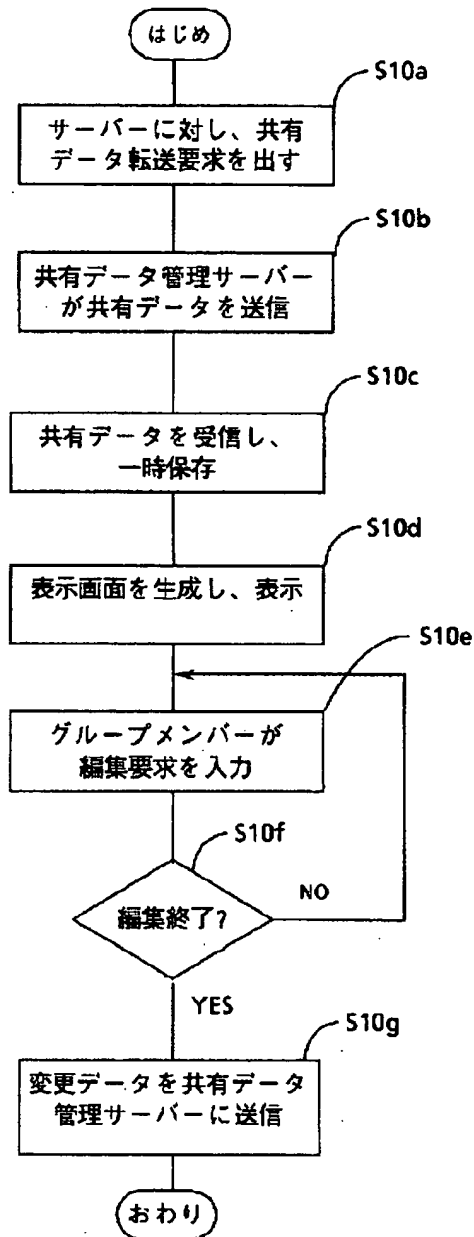 はじめ
S10a
サーバーに対し、共有
データ転送要求を出す
S10b
共有データ管理サーバー
が共有データを送信
S10c
共有データを受信し、
一時保存
S10d
表示画面を生成し、表示
S10e
グループメンバーが
編集要求を入力
S10f
編集終了?
NO
YES
S10g
変更データを共有データ
管理サーバーに送信
おわり